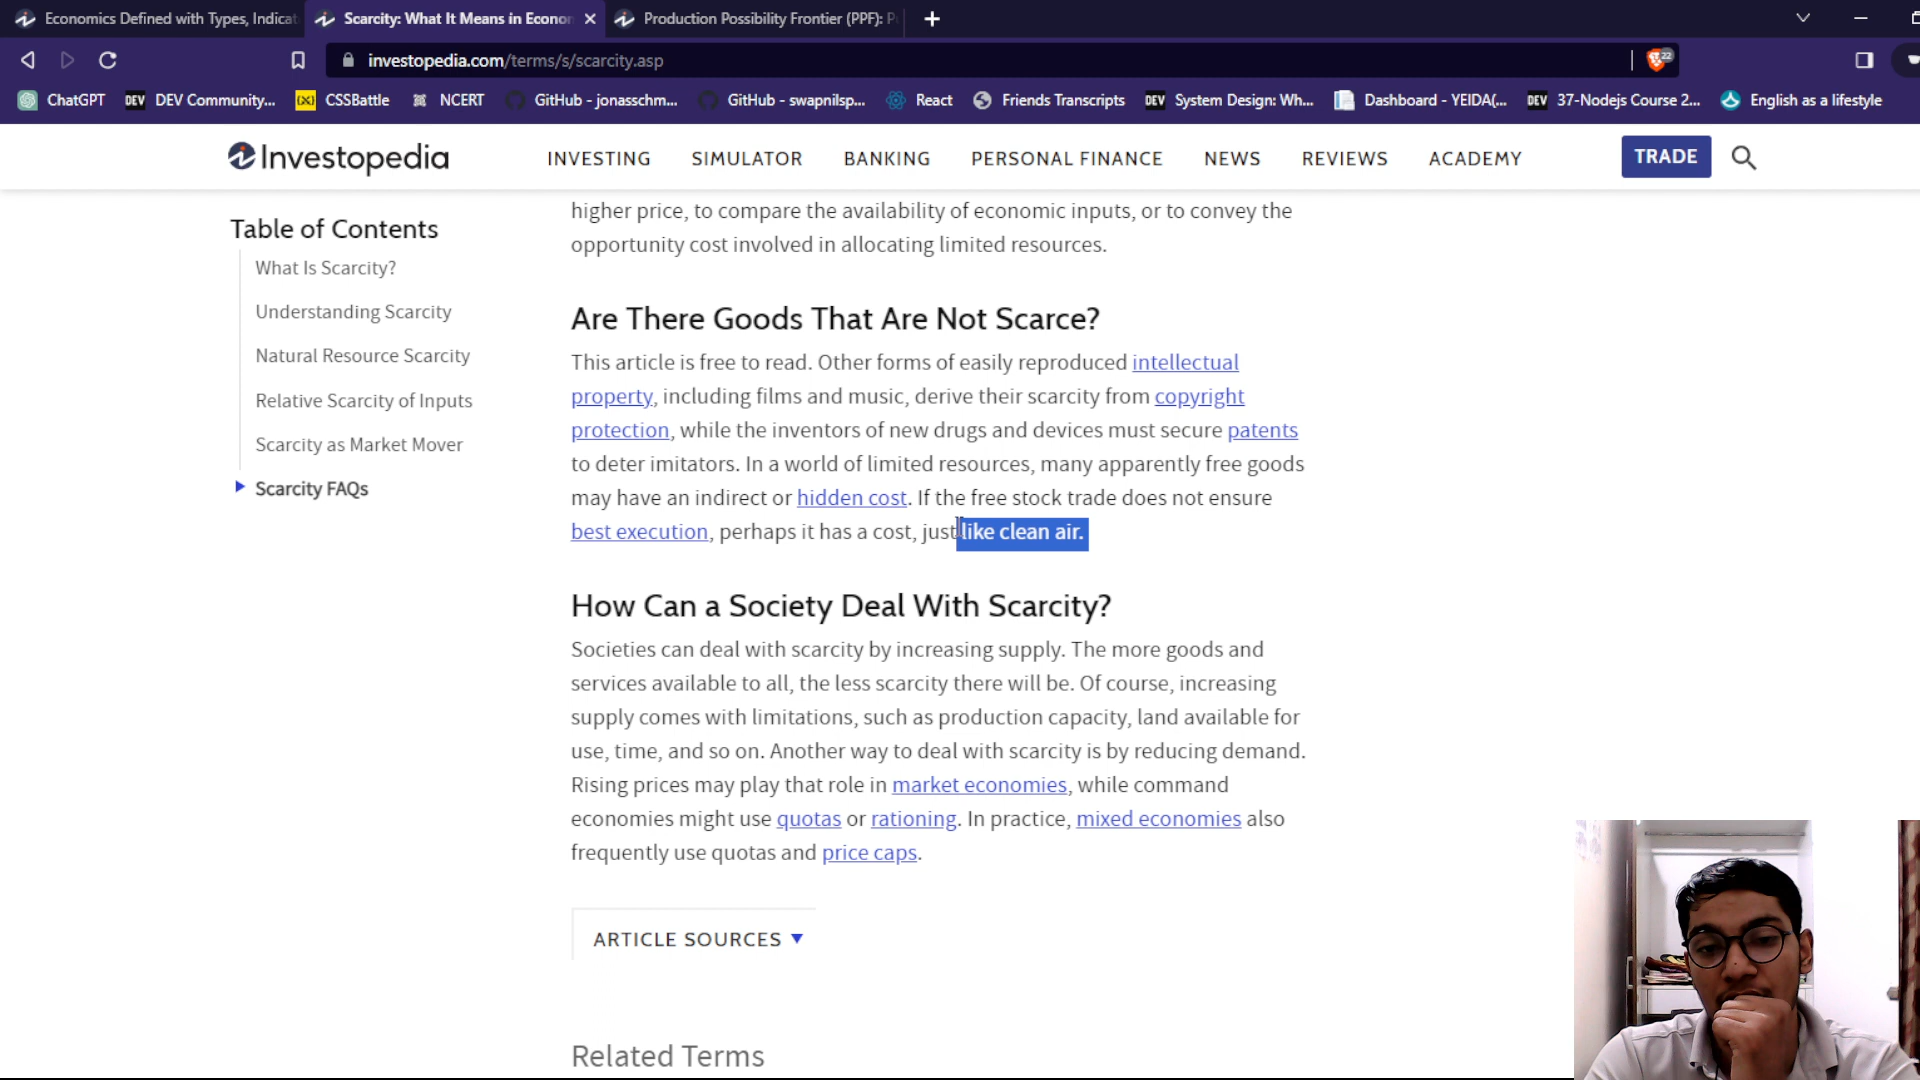 Economics Defined with Types, Indicat
Scarcity: What It Means in Econo
Production Possibility Frontier (PPF): P
investopedia.com/terms/s/scarcity.asp
22
ChatGPT
DEV
DEV Community...
CSSBattle
NCERT
GitHub - jonasschm...
GitHub - swapnilsp...
React
Friends Transcripts
DEV
System Design: Wh...
Dashboard - YEIDA(...
DEV
37-Nodejs Course 2...
English as a lifestyle
Investopedia
INVESTING
SIMULATOR
BANKING
PERSONAL FINANCE
NEWS
REVIEWS
ACADEMY
TRADE
Table of Contents
What Is Scarcity?
Understanding Scarcity
Natural Resource Scarcity
Relative Scarcity of Inputs
Scarcity as Market Mover
Scarcity FAQs
higher price, to compare the availability of economic inputs, or to convey the
opportunity cost involved in allocating limited resources.
Are There Goods That Are Not Scarce?
This article is free to read. Other forms of easily reproduced intellectual
property, including films and music, derive their scarcity from copyright
protection, while the inventors of new drugs and devices must secure patents
to deter imitators. In a world of limited resources, many apparently free goods
may have an indirect or hidden cost. If the free stock trade does not ensure
best execution, perhaps it has a cost, just like clean air.
How Can a Society Deal With Scarcity?
Societies can deal with scarcity by increasing supply. The more goods and
services available to all, the less scarcity there will be. Of course, increasing
supply comes with limitations, such as production capacity, land available for
use, time, and so on. Another way to deal with scarcity is by reducing demand.
Rising prices may play that role in market economies, while command
economies might use quotas or rationing. In practice, mixed economies also
frequently use quotas and price caps.
ARTICLE SOURCES
Related Terms